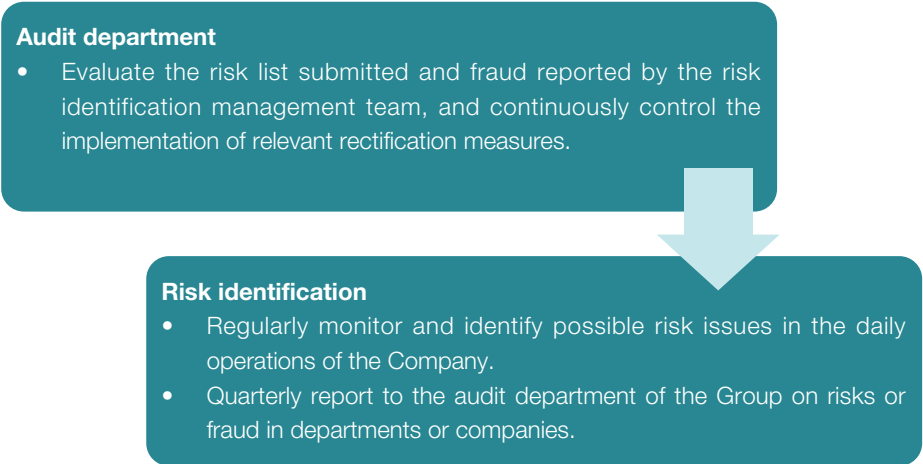 Audit department
• Evaluate the risk list submitted and fraud reported by the risk
identification management team, and continuously control the
implementation of relevant rectification measures.
Risk identification
• Regularly monitor and identify possible risk issues in the daily
operations of the Company.
• Quarterly report to the audit department of the Group on risks or
fraud in departments or companies.